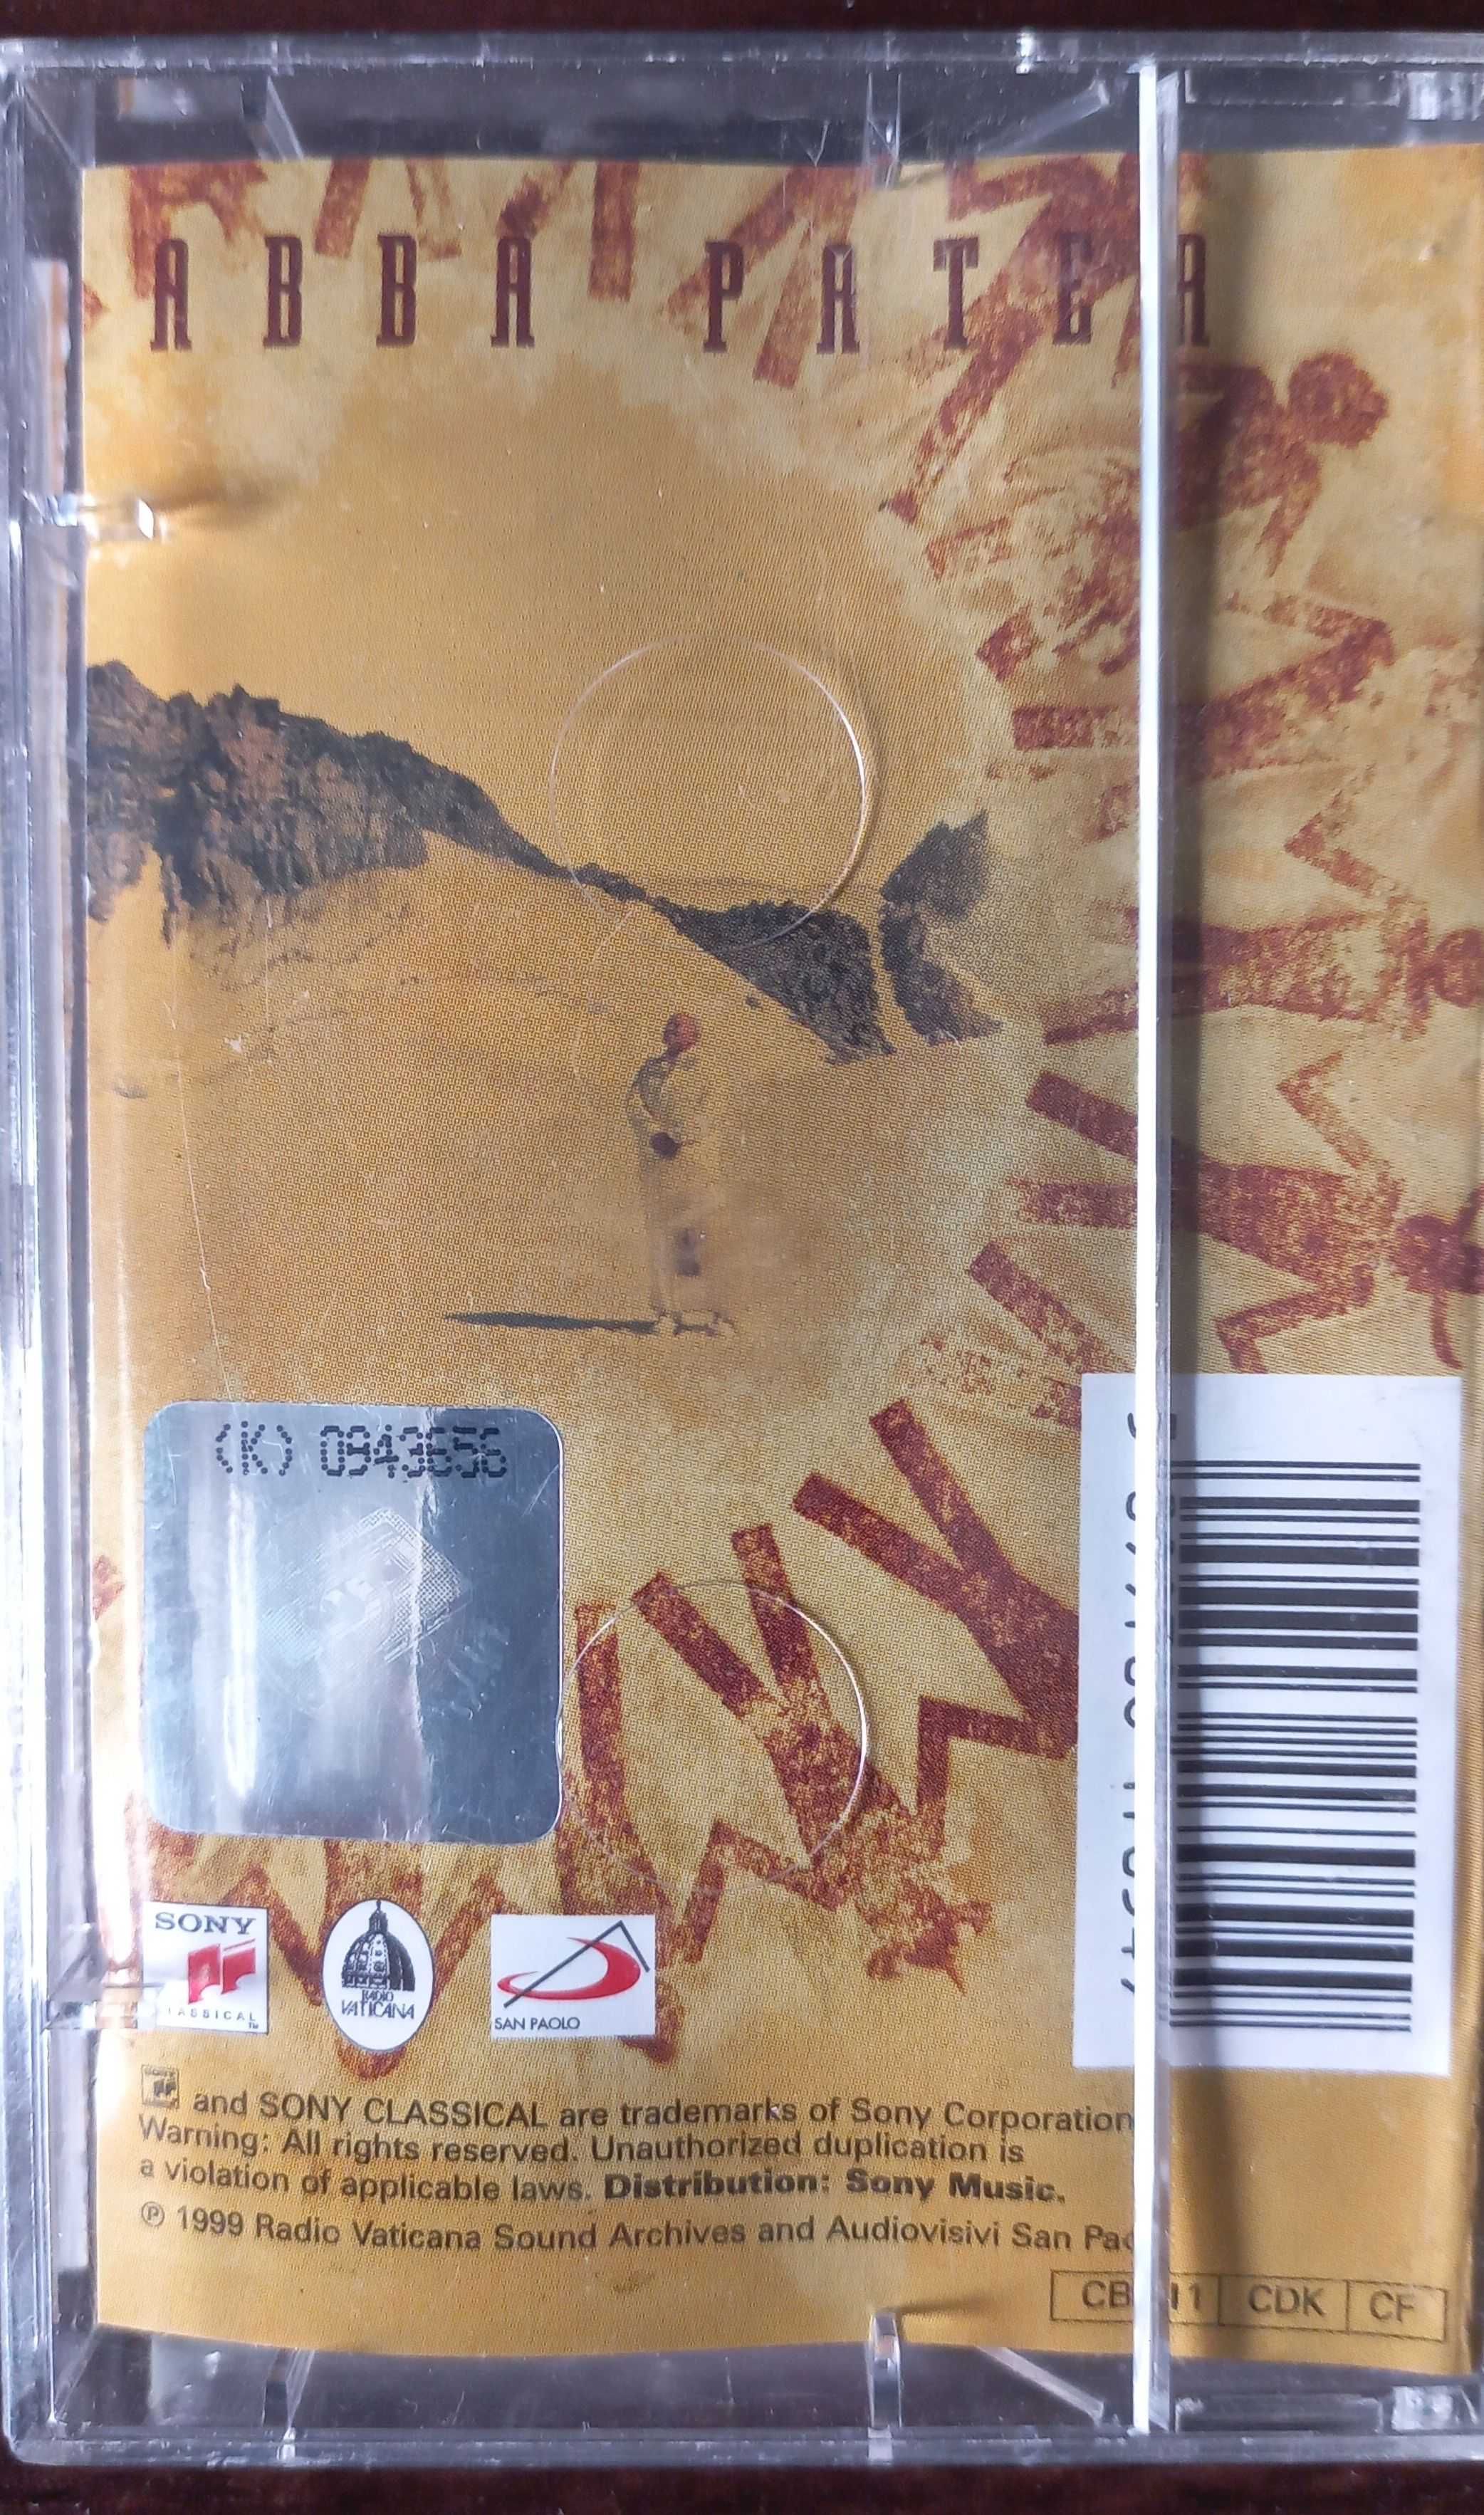 ABBA PATER
(K) 0843656
SONY
CLASSICAL
TM
RADIO
VATICANA
SAN PAOLO
and SONY CLASSICAL are trademarks of Sony Corporation
Warning: All rights reserved. Unauthorized duplication is
a violation of applicable laws. Distribution: Sony Music.
℗ 1999 Radio Vaticana Sound Archives and Audiovisivi San
CDK CF